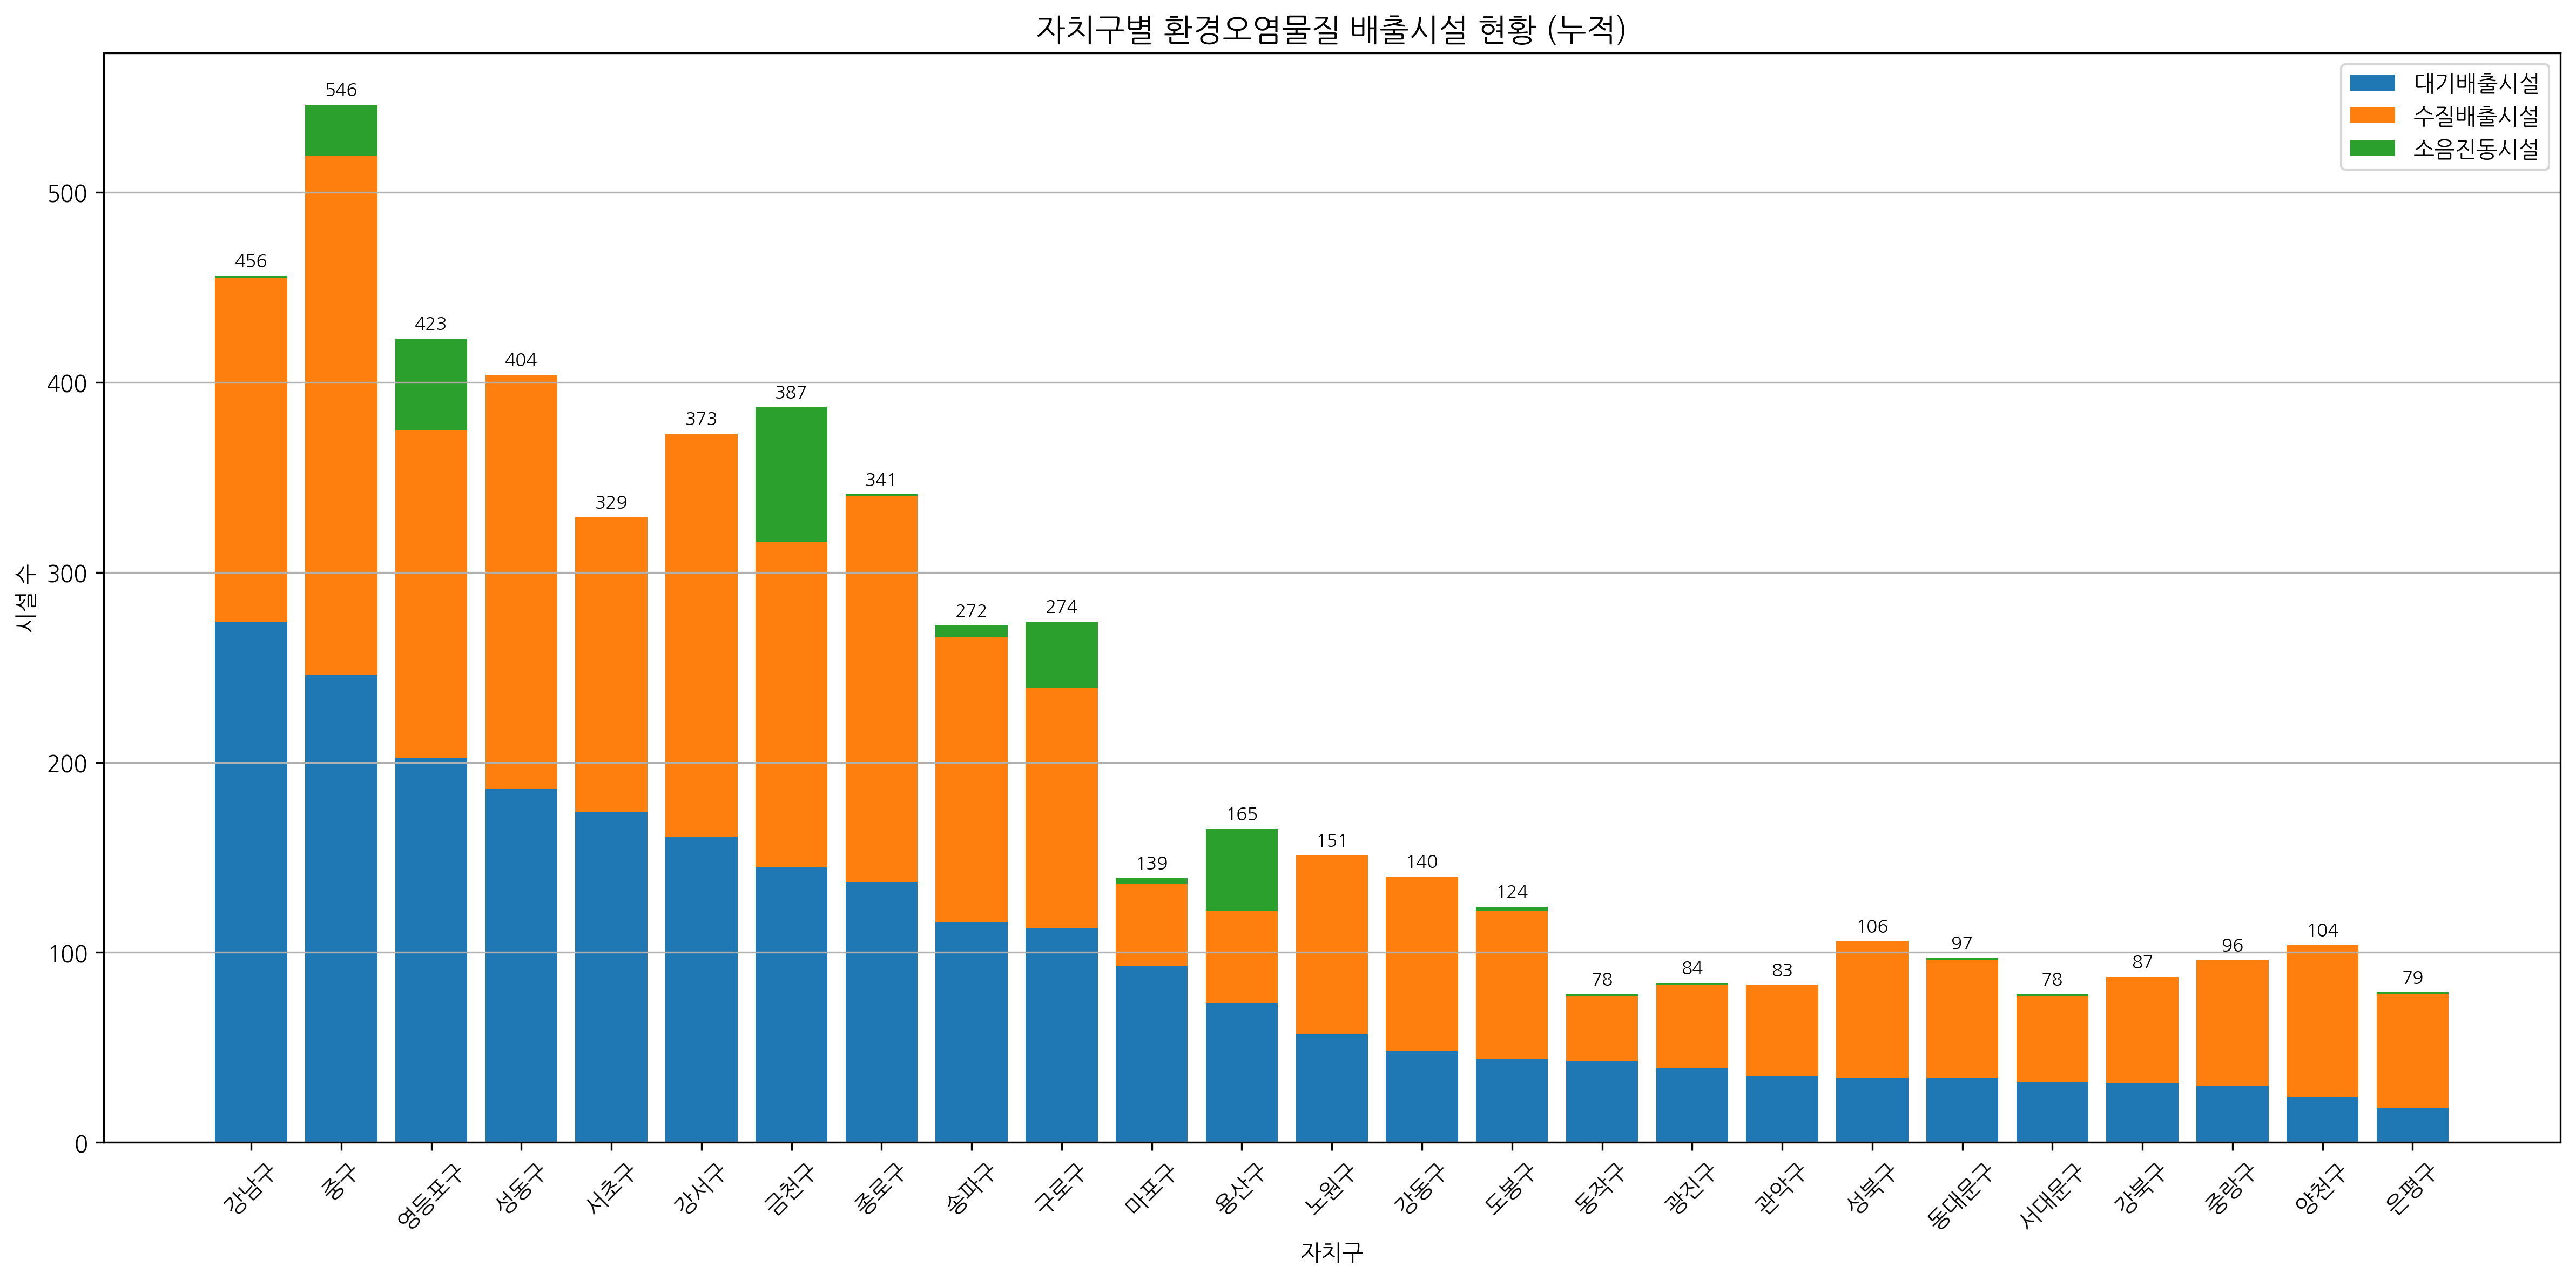 자치구별 환경오염물질 배출시설 현황 (누적)
대기배출시설
수질배출시설
소음진동시설
시설 수
500
400
300
200
100
0
456
546
423
404
329
373
387
341
272
274
139
165
151
140
124
78
84
83
106
97
78
87
96
104
79
강남구
중구
영등포구
성동구
서초구
강서구
금천구
종로구
송파구
구로구
마포구
용산구
노원구
강동구
도봉구
동작구
광진구
관악구
성북구
동대문구
서대문구
강북구
중랑구
양천구
은평구
자치구